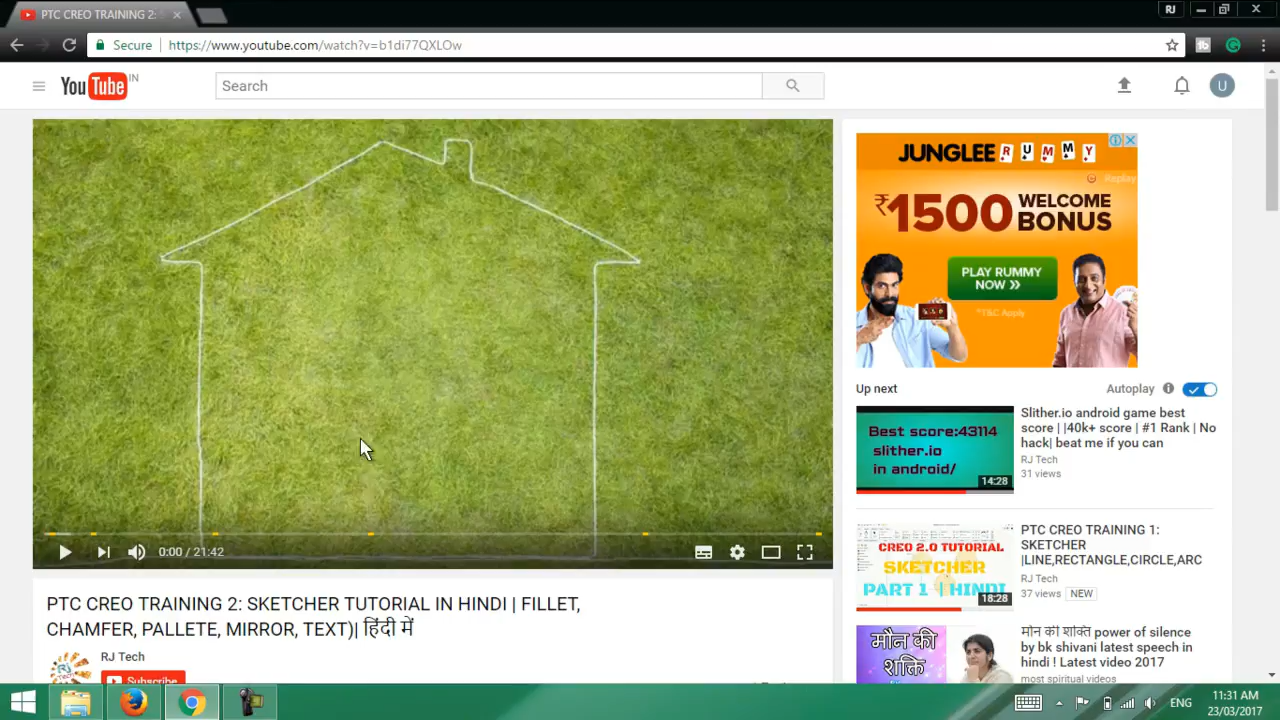 PTC CREO TRAINING 2: S
RJ
Secure
https://www.youtube.com/watch?v=b1di77QXLOw
YouTube IN
Search
U
JUNGLEE RUMMY
Replay
₹1500 WELCOME BONUS
PLAY RUMMY NOW »
*T&C Apply
Up next
Autoplay
Best score:43114
slither.io
in android/
14:28
Slither.io android game best
score | |40k+ score | #1 Rank | No
hack| beat me if you can
RJ Tech
31 views
CREO 2.0 TUTORIAL
SKETCHER
PART 1 | HINDI
18:28
PTC CREO TRAINING 1:
SKETCHER
|LINE,RECTANGLE,CIRCLE,ARC
RJ Tech
37 views NEW
0:00 / 21:42
PTC CREO TRAINING 2: SKETCHER TUTORIAL IN HINDI | FILLET,
CHAMFER, PALLETE, MIRROR, TEXT)| हिंदी में
RJ Tech
Subscribe
मौन की
शक्ति
मौन की शक्ति power of silence
by bk shivani latest speech in
hindi ! Latest video 2017
most spiritual videos
ENG
11:31 AM
23/03/2017